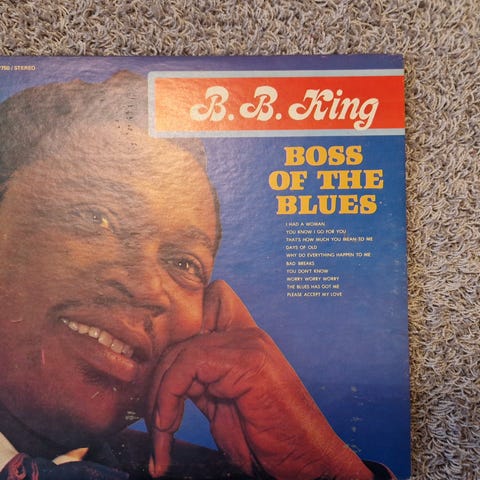 / STEREO
B. B. King
BOSS
OF THE
BLUES
I HAD A WOMAN
YOU KNOW I GO FOR YOU
THAT'S HOW MUCH YOU MEAN TO ME
DAYS OF OLD
WHY DO EVERYTHING HAPPEN TO ME
BAD BREAKS
YOU DON'T KNOW
WORRY WORRY WORRY
THE BLUES HAS GOT ME
PLEASE ACCEPT MY LOVE